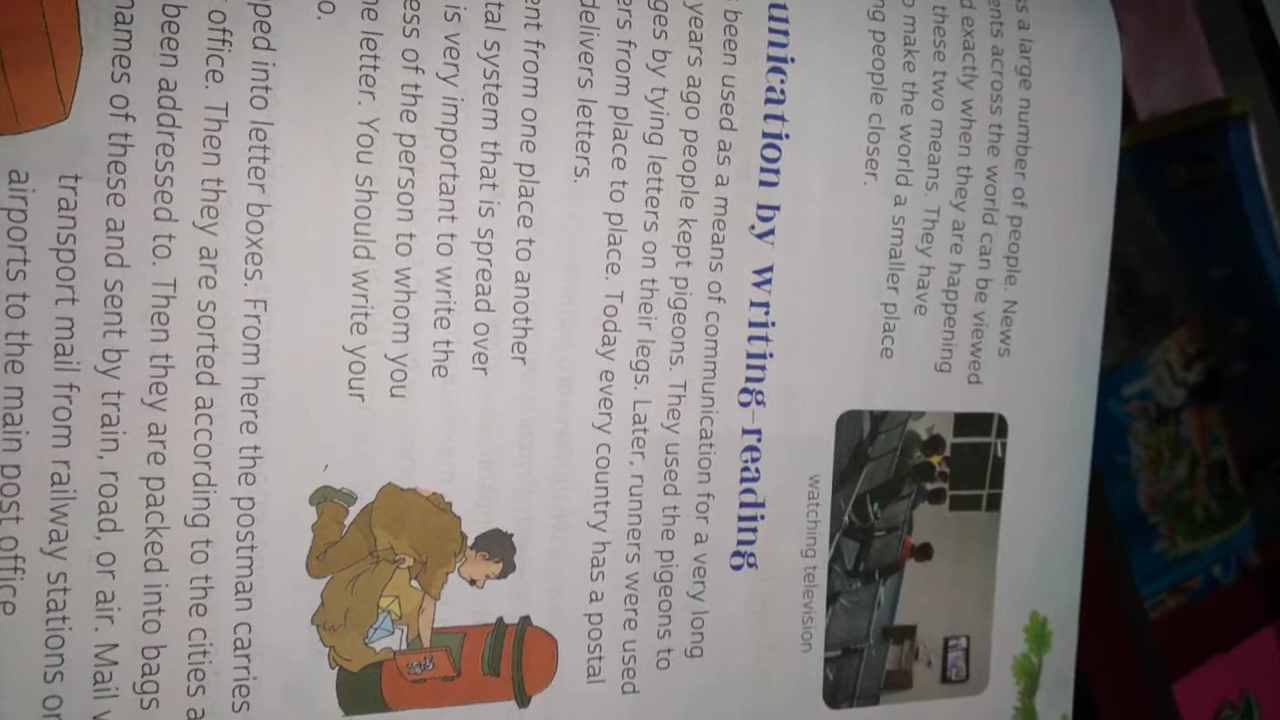 a large number of people. News
ents across the world can be viewed
exactly when they are happening
these two means. They have
make the world a smaller place
ng people closer.
watching television
unication by writing-reading
been used as a means of communication for a very long
years ago people kept pigeons. They used the pigeons to
ges by tying letters on their legs. Later, runners were used
ers from place to place. Today every country has a postal
delivers letters.
ent from one place to another
tal system that is spread over
is very important to write the
ess of the person to whom you
he letter. You should write your
o.
ped into letter boxes. From here the postman carries
office. Then they are sorted according to the cities a
been addressed to. Then they are packed into bags
names of these and sent by train, road, or air. Mail v
transport mail from railway stations or
airports to the main post office